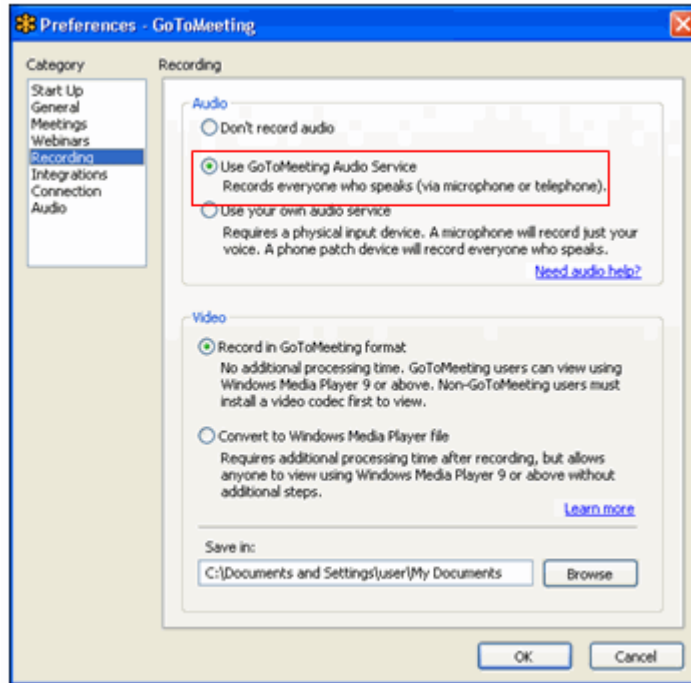 Preferences - GoToMeeting
Category
Start Up
General
Meetings
Webinars
Recording
Integrations
Connection
Audio
Recording
Audio
Don't record audio
Use GoToMeeting Audio Service
Records everyone who speaks (via microphone or telephone).
Use your own audio service
Requires a physical input device. A microphone will record just your
voice. A phone patch device will record everyone who speaks.
Need audio help?
Video
Record in GoToMeeting format
No additional processing time. GoToMeeting users can view using
Windows Media Player 9 or above. Non-GoToMeeting users must
install a video codec first to view.
Convert to Windows Media Player file
Requires additional processing time after recording, but allows
anyone to view using Windows Media Player 9 or above without
additional steps.
Learn more
Save in:
C:\Documents and Settings\user\My Documents
Browse
OK
Cancel